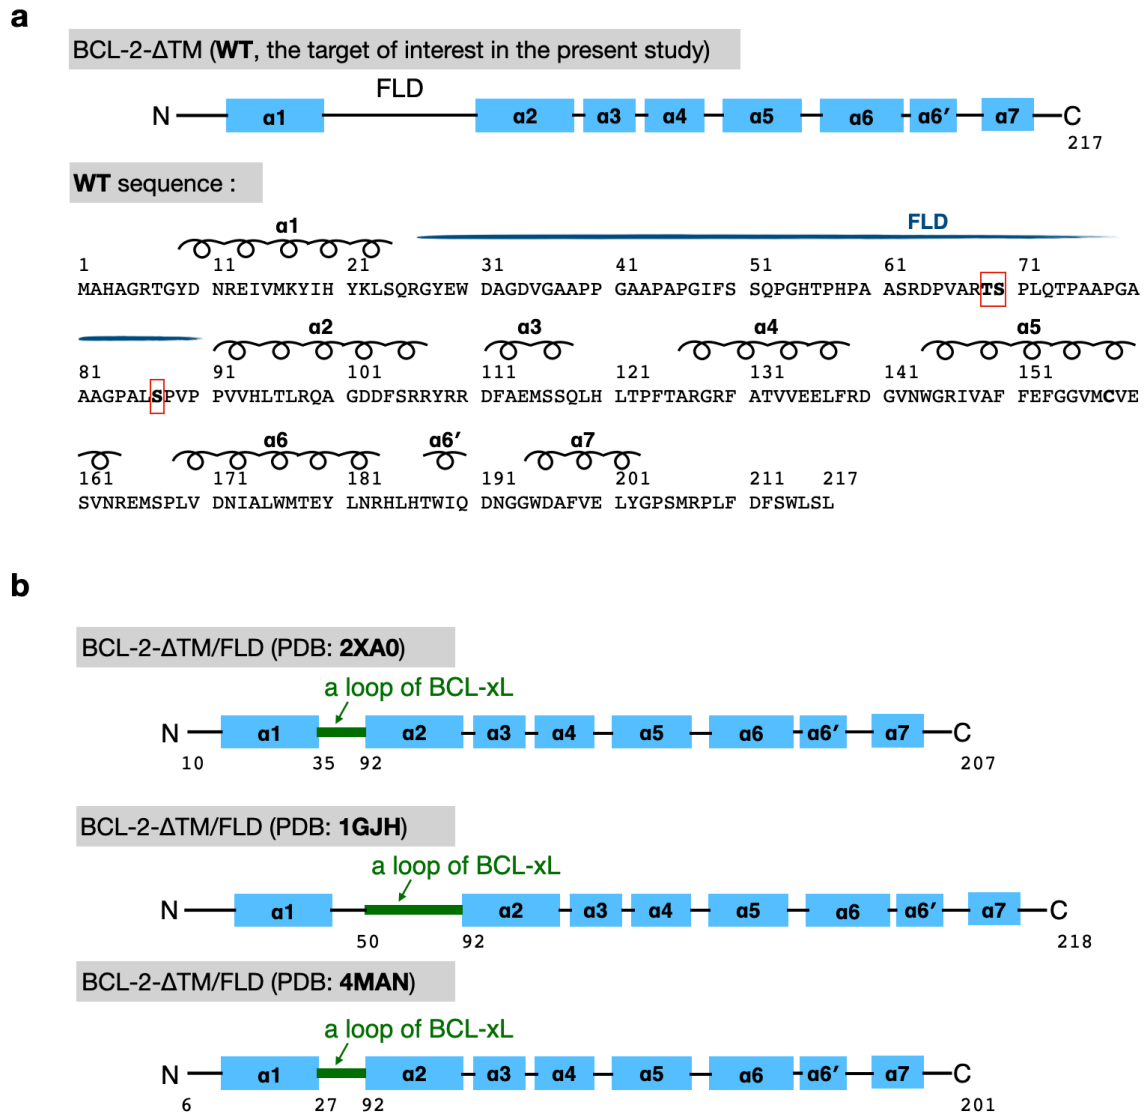 a
BCL-2-ΔTM (WT, the target of interest in the present study)
FLD
N α1 α2 α3 α4 α5 α6 α6′ α7 C
217
WT sequence :
α1 FLD
1 11 21 31 41 51 61 71
MAHAGRTGYD NREIVMKYIH YKLSQRGYEW DAGDVGAAPP GAAPAPGIFS SQPGHTPHPA ASRDPVARTS PLQTPAAPGA
α2 α3 α4 α5
81 91 101 111 121 131 141 151
AAGPALSPVP PVVHLTLRQA GDDFSRRYRR DFAEMSSQLH LTPFTARGRF ATVVEELFRD GVNWGRIVAF FEFGGVMCVE
α6 α6′ α7
161 171 181 191 201 211 217
SVNREMSPLV DNIALWMTEY LNRHLHTWIQ DNGGWDAFVE LYGPSMRPLF DFSWLSL
b
BCL-2-ΔTM/FLD (PDB: 2XA0)
a loop of BCL-xL
N α1 α2 α3 α4 α5 α6 α6′ α7 C
10 35 92 207
BCL-2-ΔTM/FLD (PDB: 1GJH)
a loop of BCL-xL
N α1 α2 α3 α4 α5 α6 α6′ α7 C
50 92 218
BCL-2-ΔTM/FLD (PDB: 4MAN)
a loop of BCL-xL
N α1 α2 α3 α4 α5 α6 α6′ α7 C
6 27 92 201